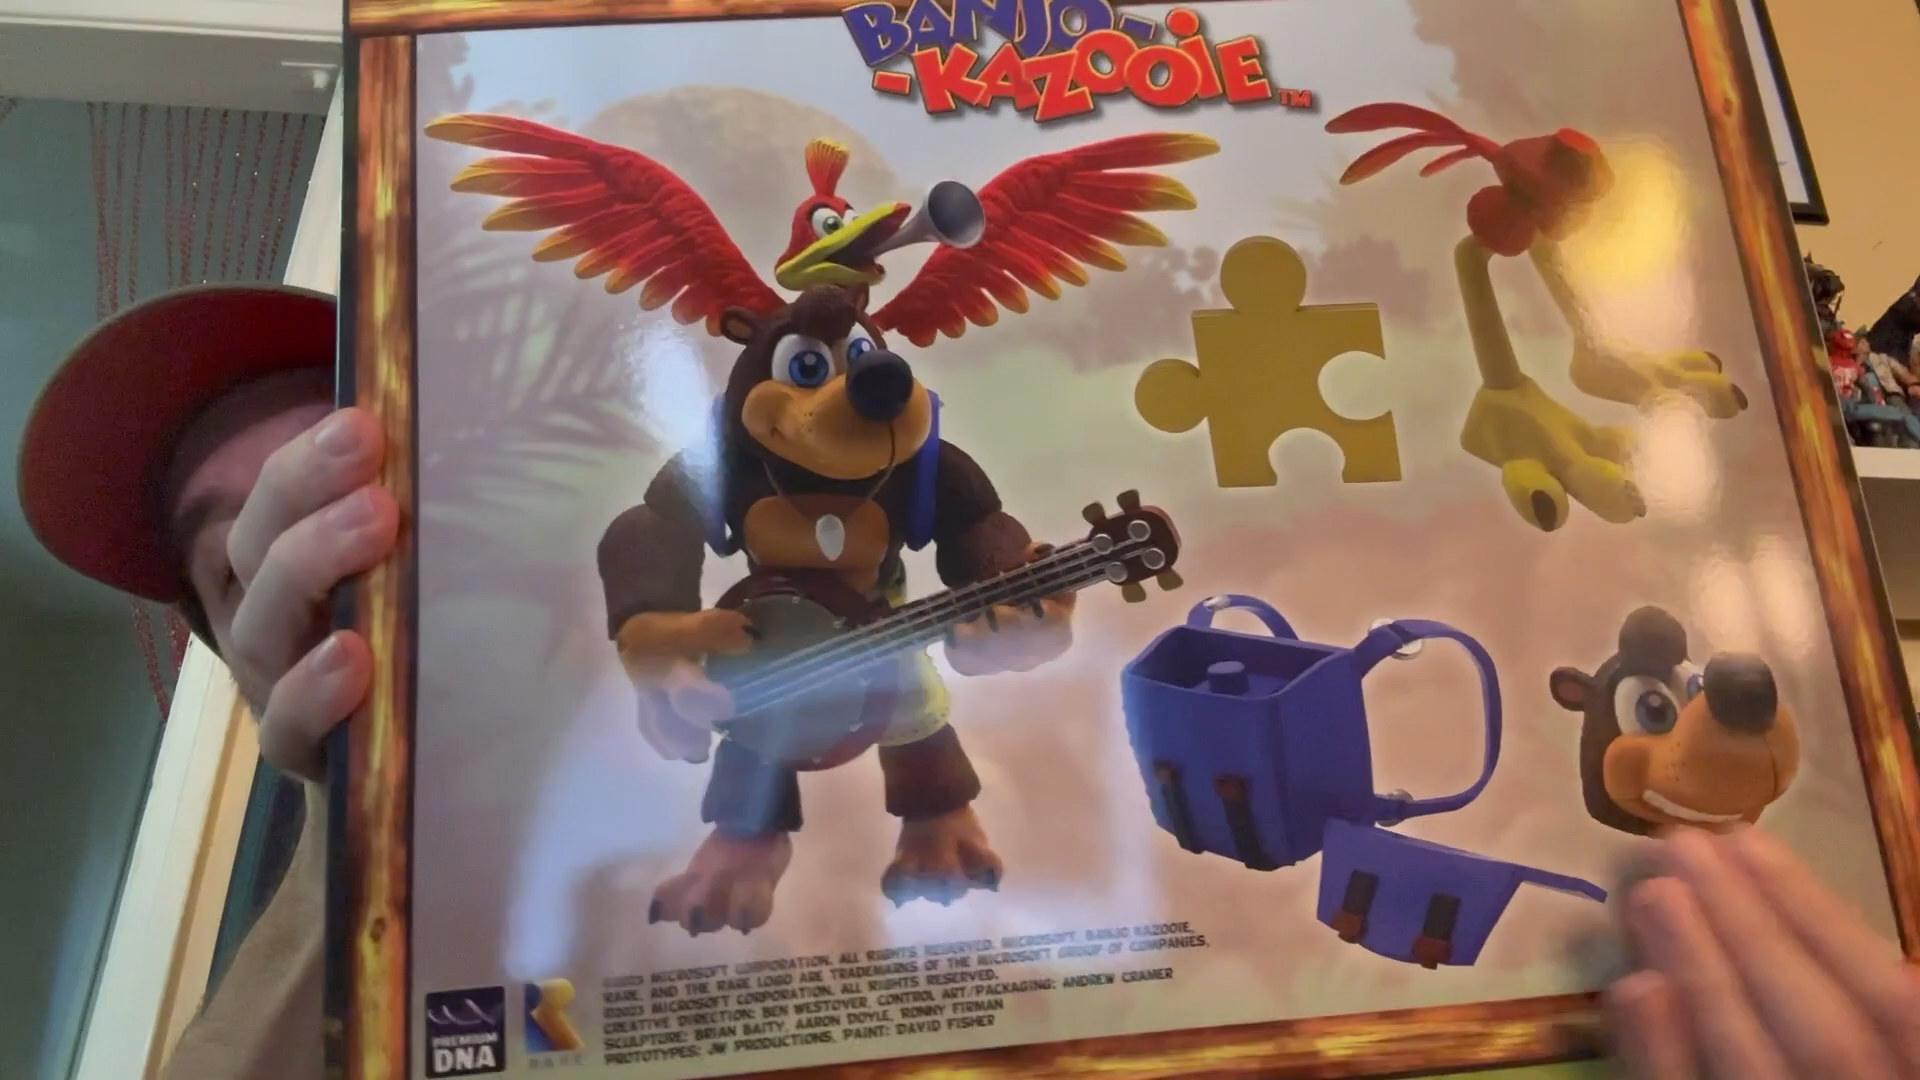 BANJO-
-KAZOOIE™
©2023 MICROSOFT CORPORATION. ALL RIGHTS RESERVED. MICROSOFT, BANJO KAZOOIE,
RARE, AND THE RARE LOGO ARE TRADEMARKS OF THE MICROSOFT GROUP OF COMPANIES.
©2023 MICROSOFT CORPORATION. ALL RIGHTS RESERVED.
CREATIVE DIRECTION: BEN WESTOVER, CONTROL ART/PACKAGING: ANDREW CRAMER
SCULPTURE: BRIAN BAITY, AARON DOYLE, RONNY FIRMAN
PROTOTYPES: JW PRODUCTIONS, PAINT: DAVID FISHER
PREMIUM
DNA
RARE